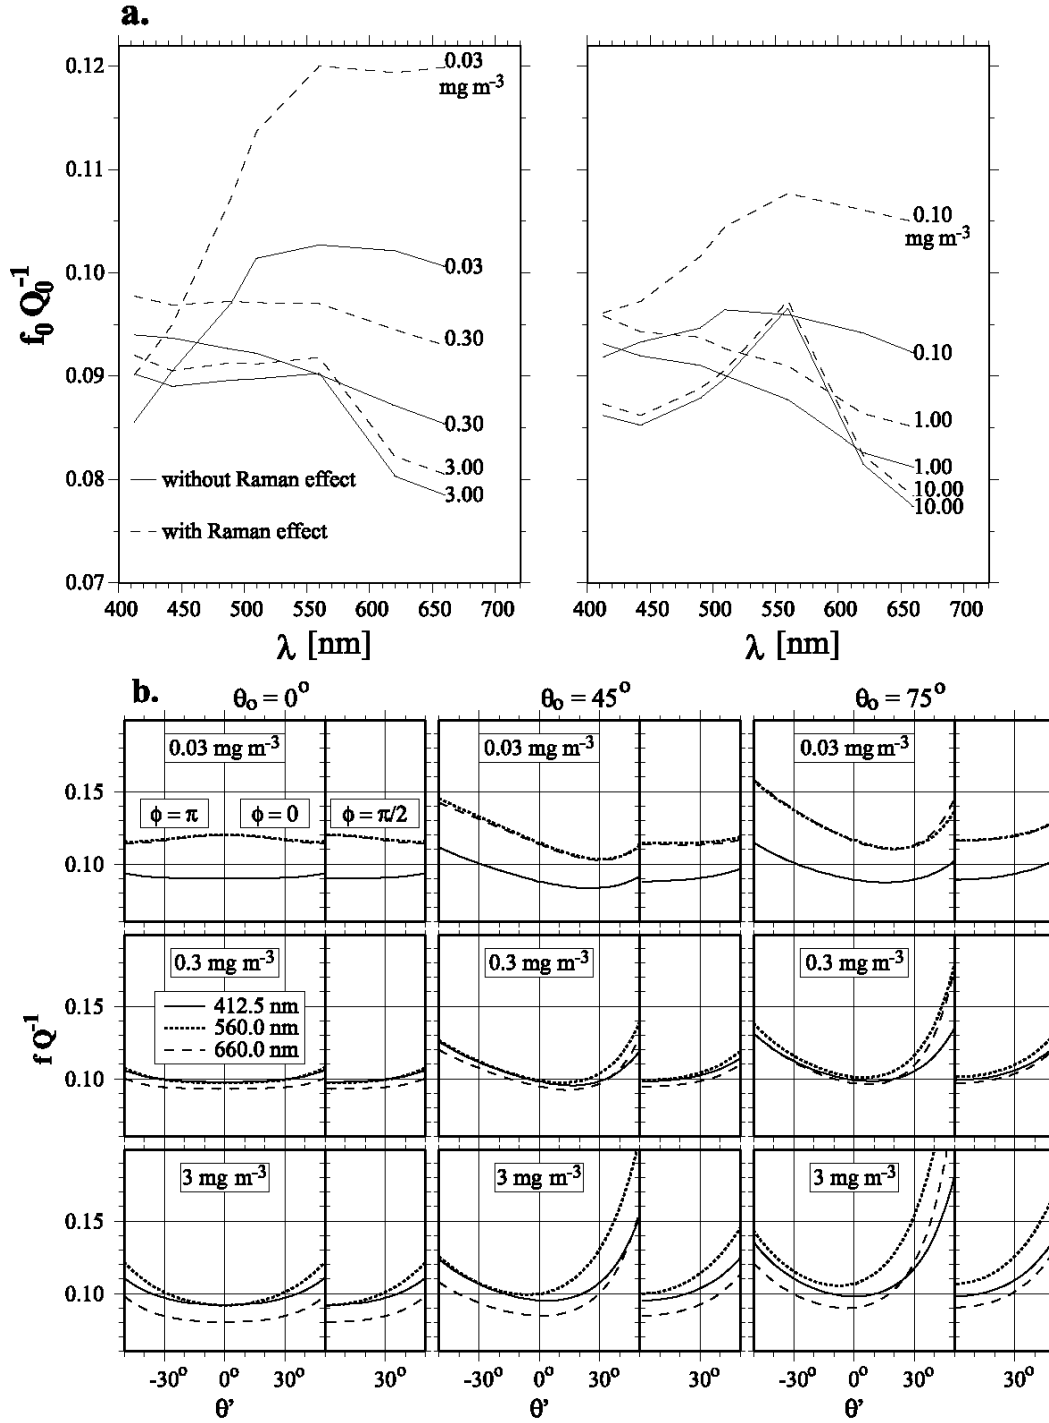 a.
0.12
0.11
0.10
0.09
0.08
0.07
f₀ Q₀⁻¹
0.03
mg m⁻³
0.03
0.30
0.30
3.00
3.00
without Raman effect
with Raman effect
400 450 500 550 600 650 700
λ [nm]
0.10
mg m⁻³
0.10
1.00
1.00
10.00
10.00
400 450 500 550 600 650 700
λ [nm]
b.
θₒ = 0° θₒ = 45° θₒ = 75°
0.03 mg m⁻³ 0.03 mg m⁻³ 0.03 mg m⁻³
0.15
ϕ = π ϕ = 0 ϕ = π/2
0.10
0.3 mg m⁻³ 0.3 mg m⁻³ 0.3 mg m⁻³
412.5 nm
560.0 nm
660.0 nm
0.15
0.10
f Q⁻¹
3 mg m⁻³ 3 mg m⁻³ 3 mg m⁻³
0.15
0.10
-30° 0° 30° 30° -30° 0° 30° 30° -30° 0° 30° 30°
θ' θ' θ'